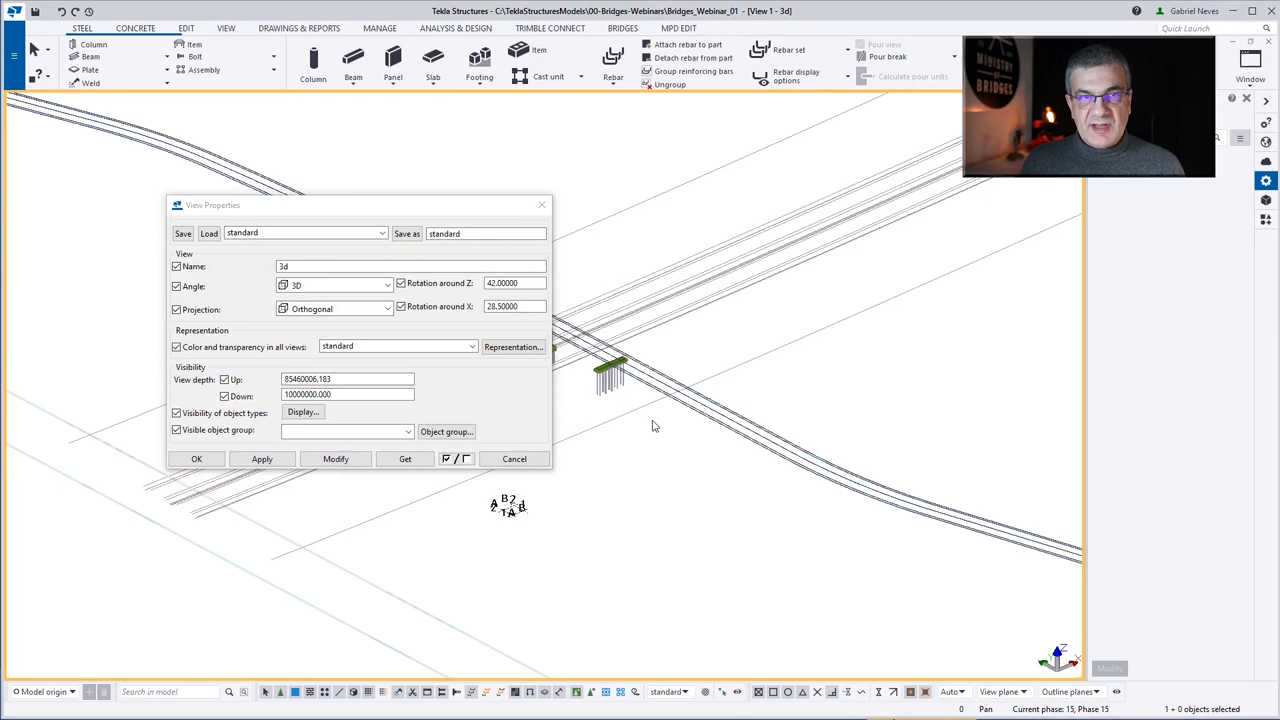 Tekla Structures - C:\TeklaStructuresModels\00-Bridges-Webinars\Bridges_Webinar_01 - [View 1 - 3d]
Gabriel Neves
STEEL CONCRETE EDIT VIEW DRAWINGS & REPORTS MANAGE ANALYSIS & DESIGN TRIMBLE CONNECT BRIDGES MPD EDIT
Quick Launch
Column
Beam
Plate
Weld
Item
Bolt
Assembly
Column
Beam
Panel
Slab
Footing
Item
Cast unit
Rebar
Attach rebar to part
Detach rebar from part
Group reinforcing bars
Ungroup
Rebar set
Rebar display
options
Pour view
Pour break
Calculate pour units
Window
MINISTRY
OF
BRIDGES
View Properties
Save Load standard Save as standard
View
Name: 3d
Angle: 3D Rotation around Z: 42.00000
Projection: Orthogonal Rotation around X: 28.50000
Representation
Color and transparency in all views: standard Representation...
Visibility
View depth: Up: 85460006.183
Down: 10000000.000
Visibility of object types: Display...
Visible object group: Object group...
OK Apply Modify Get / Cancel
A B2
Z
Modify
Model origin Search in model standard Auto View plane Outline planes
0 Pan Current phase: 15, Phase 15 1 + 0 objects selected